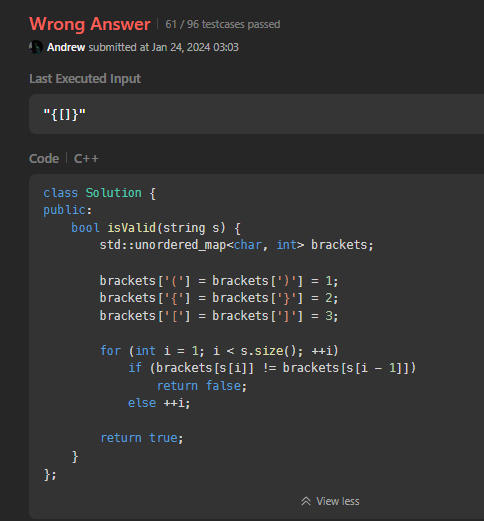 Wrong Answer | 61 / 96 testcases passed
Andrew submitted at Jan 24, 2024 03:03
Last Executed Input
"{[]}"
Code | C++
class Solution {
public:
    bool isValid(string s) {
        std::unordered_map<char, int> brackets;

        brackets['('] = brackets[')'] = 1;
        brackets['{'] = brackets['}'] = 2;
        brackets['['] = brackets[']'] = 3;

        for (int i = 1; i < s.size(); ++i)
            if (brackets[s[i]] != brackets[s[i - 1]])
                return false;
            else ++i;

        return true;
    }
};
View less